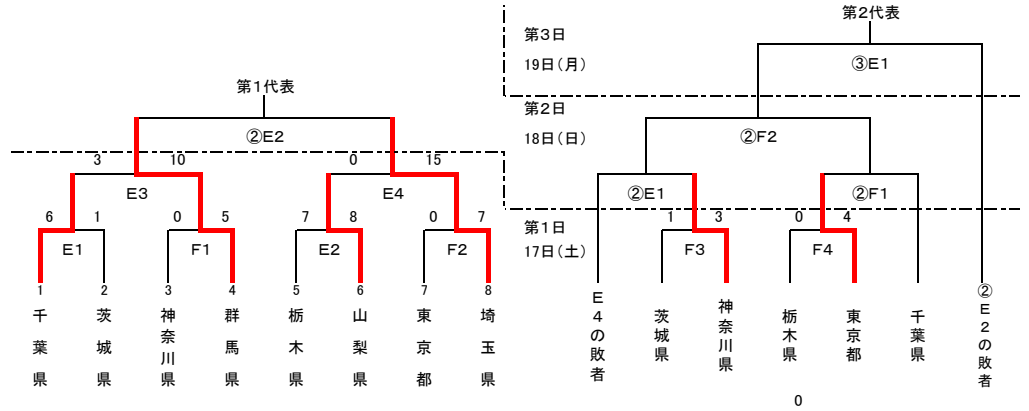 第2代表
第3日
19日(月)
③E1
第1代表
第2日
18日(日)
②E2
②F2
3 10 0 15
E3 E4
②E1 ②F1
6 1 0 5 7 8 0 7
1 3 0 4
第1日
17日(土)
E1 F1 E2 F2
F3 F4
1 2 3 4 5 6 7 8
千葉県
茨城県
神奈川県
群馬県
栃木県
山梨県
東京都
埼玉県
E4の敗者
茨城県
神奈川県
栃木県
東京都
千葉県
②E2の敗者
0